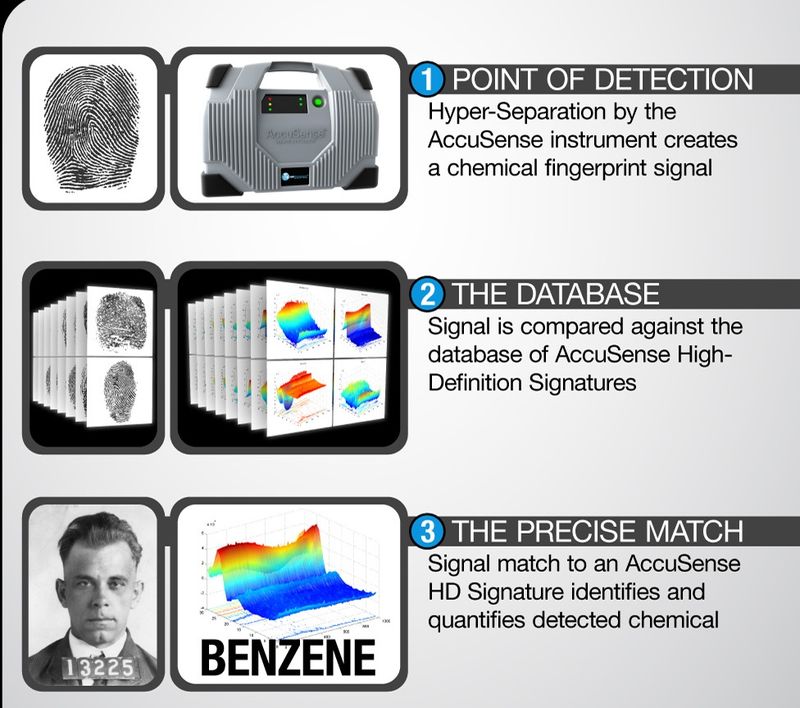 AccuSense
1 POINT OF DETECTION
Hyper-Separation by the
AccuSense instrument creates
a chemical fingerprint signal
2 THE DATABASE
Signal is compared against the
database of AccuSense High-
Definition Signatures
13225
BENZENE
3 THE PRECISE MATCH
Signal match to an AccuSense
HD Signature identifies and
quantifies detected chemical